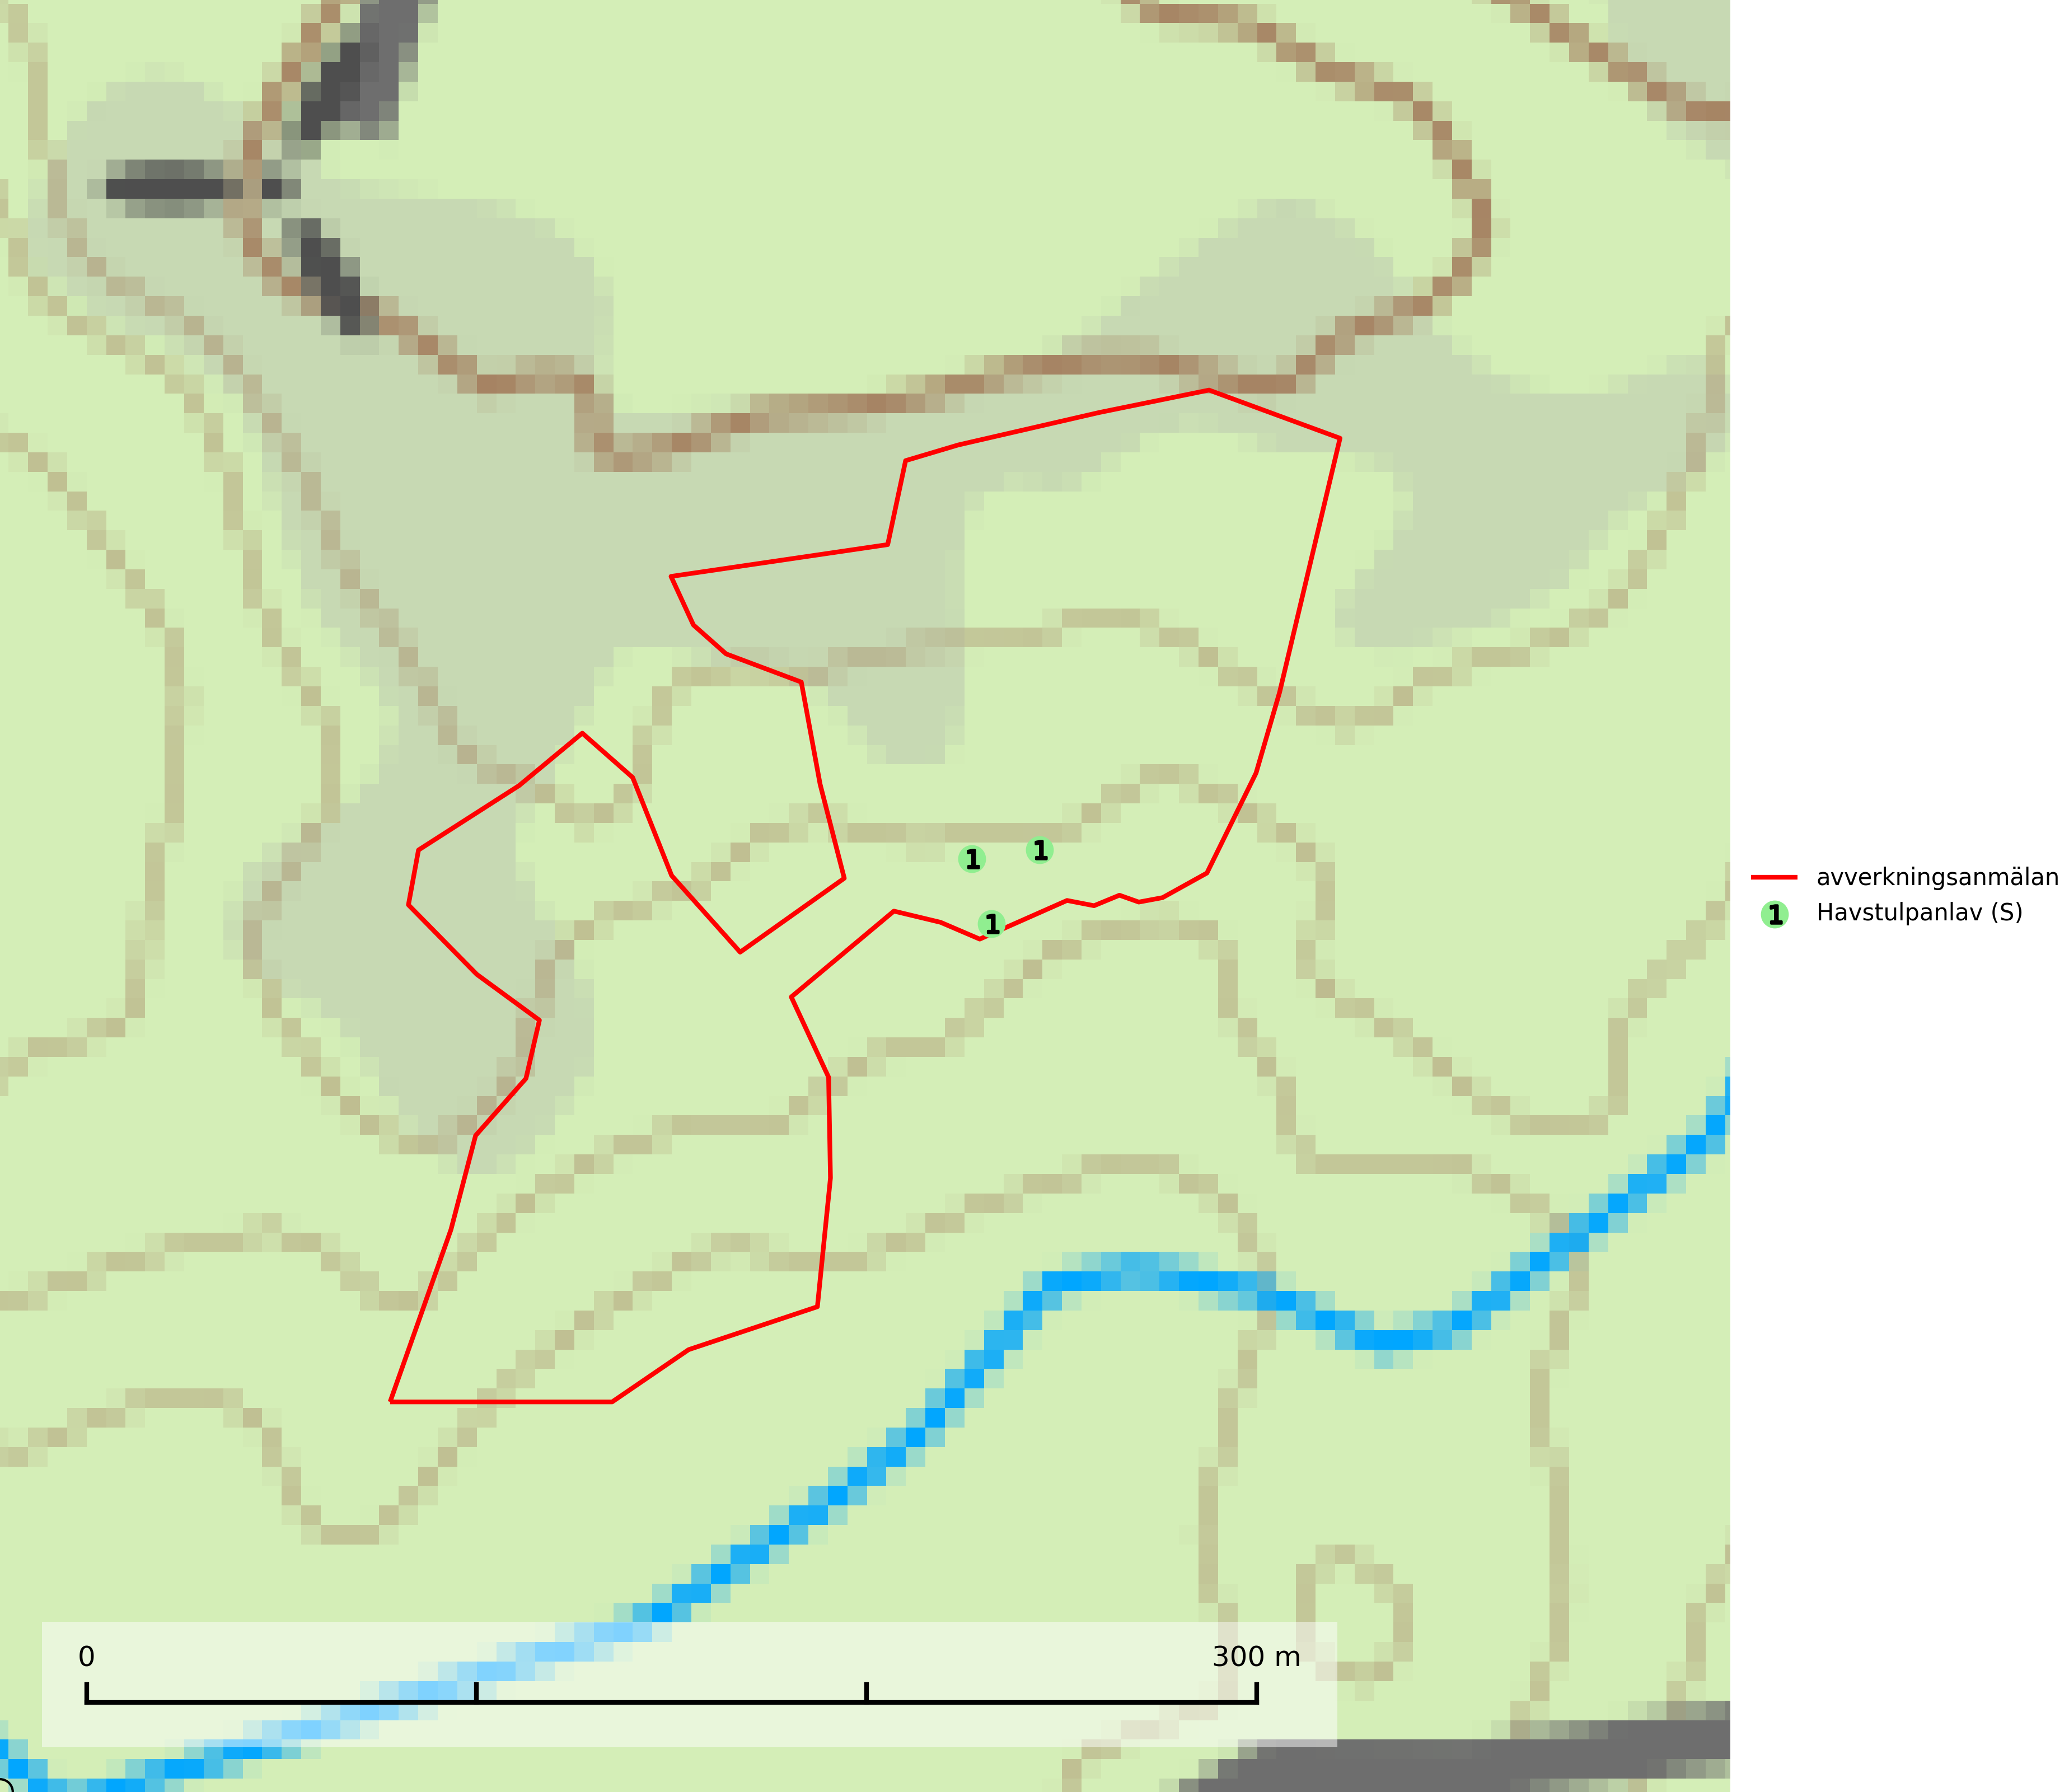 1
1
1
avverkningsanmälan
1 Havstulpanlav (S)
0 300 m